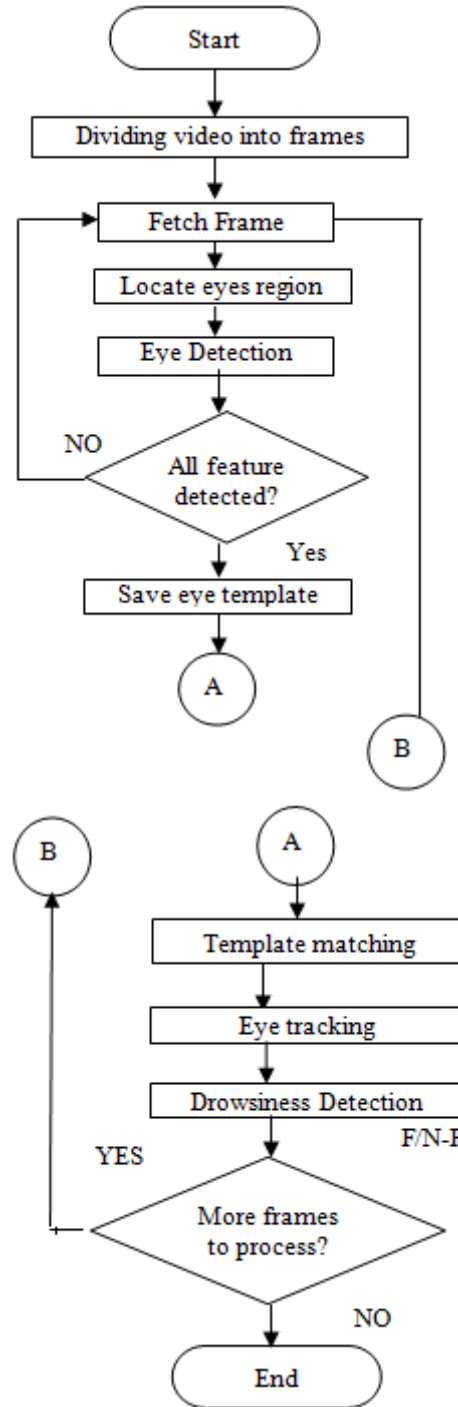 Start
Dividing video into frames
Fetch Frame
Locate eyes region
Eye Detection
NO
All feature
detected?
Yes
Save eye template
A
B
B
A
Template matching
Eye tracking
Drowsiness Detection
F/N-F
YES
More frames
to process?
NO
End